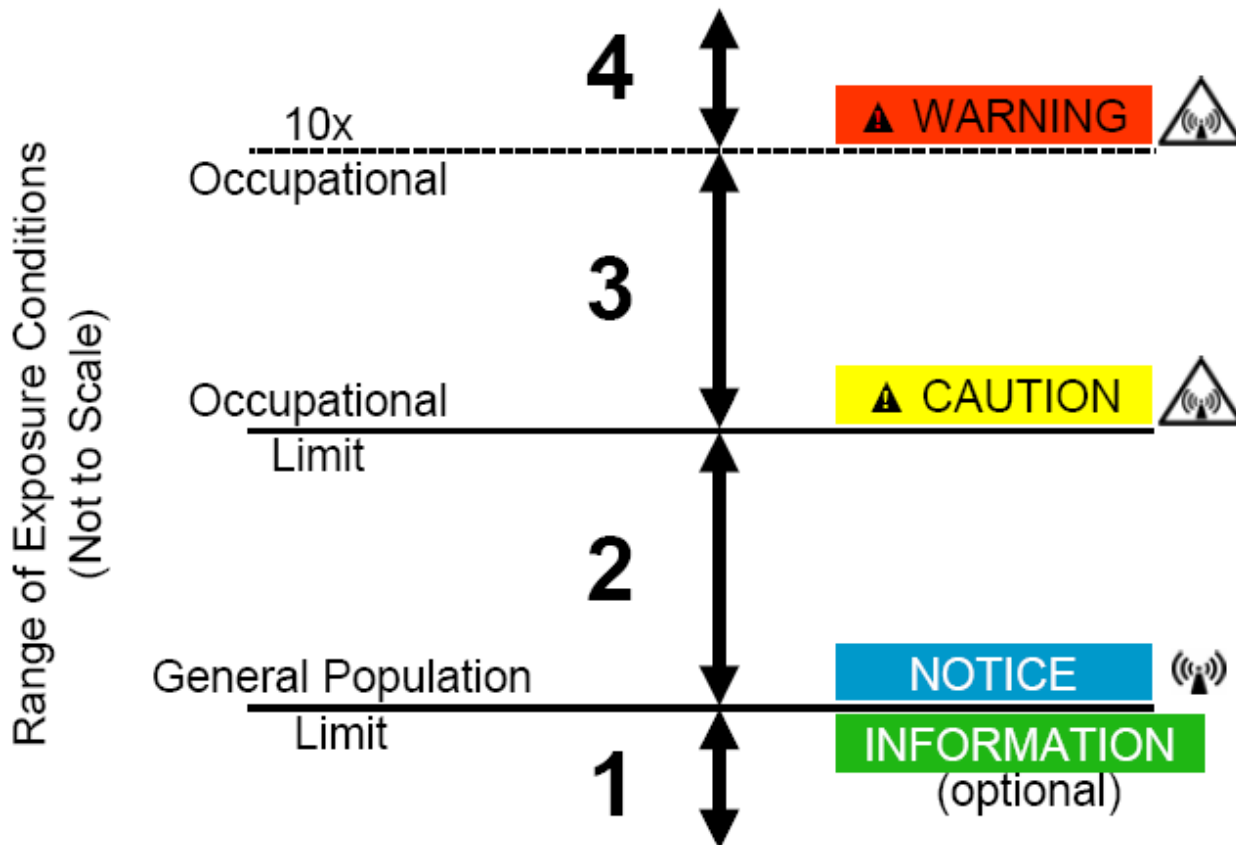 Range of Exposure Conditions
(Not to Scale)
4
10x
WARNING
Occupational
3
Occupational
CAUTION
Limit
2
General Population
NOTICE
Limit
INFORMATION
(optional)
1